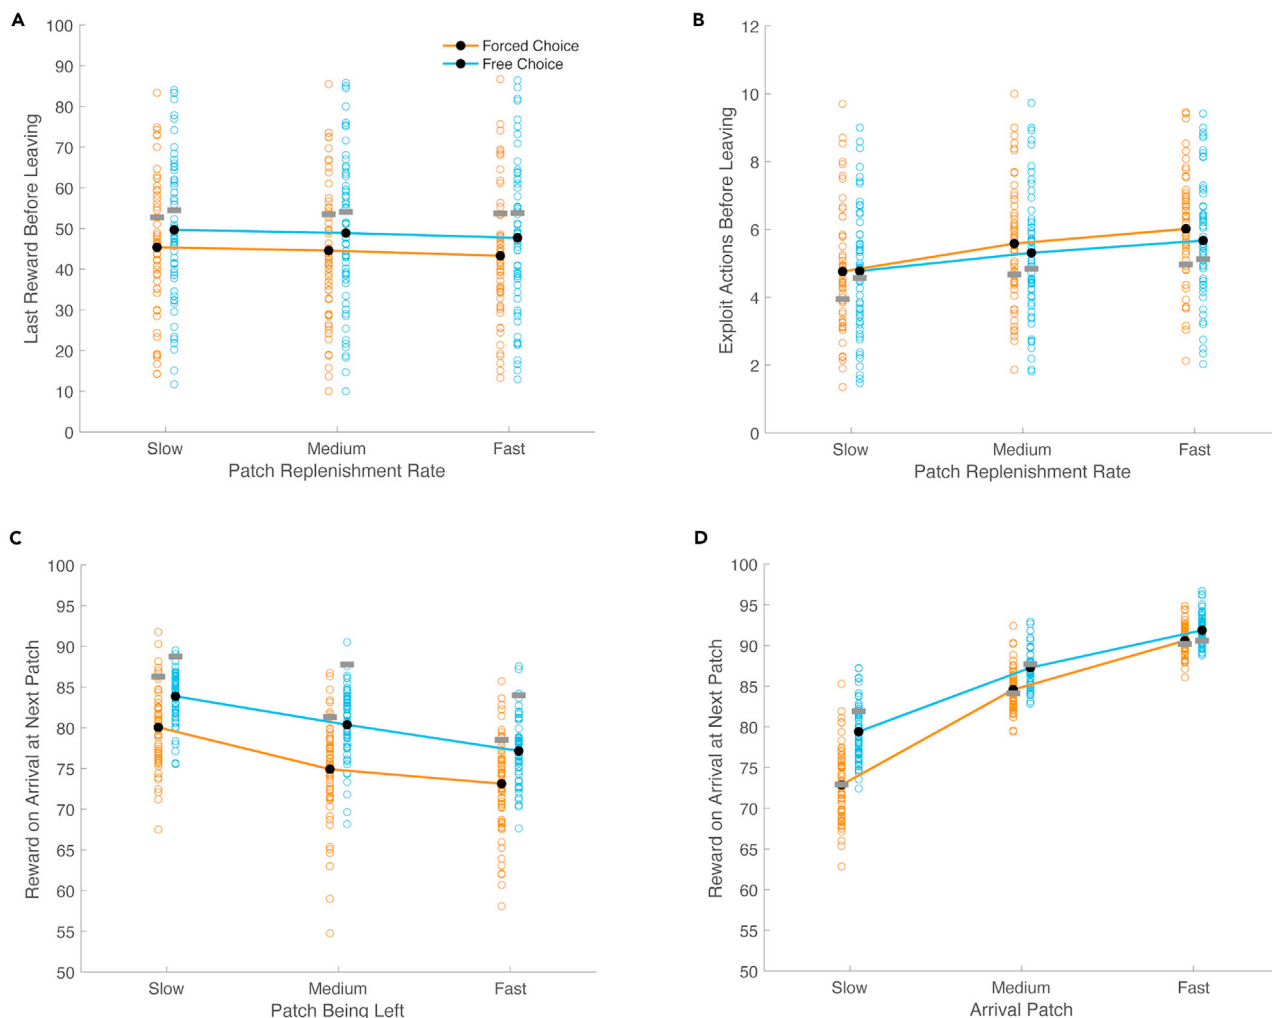 A
100
90
80
70
60
50
40
30
20
10
0
Last Reward Before Leaving
Forced Choice
Free Choice
Slow Medium Fast
Patch Replenishment Rate
B
12
10
8
6
4
2
0
Exploit Actions Before Leaving
Slow Medium Fast
Patch Replenishment Rate
C
100
95
90
85
80
75
70
65
60
55
50
Reward on Arrival at Next Patch
Slow Medium Fast
Patch Being Left
D
100
95
90
85
80
75
70
65
60
55
50
Reward on Arrival at Next Patch
Slow Medium Fast
Arrival Patch